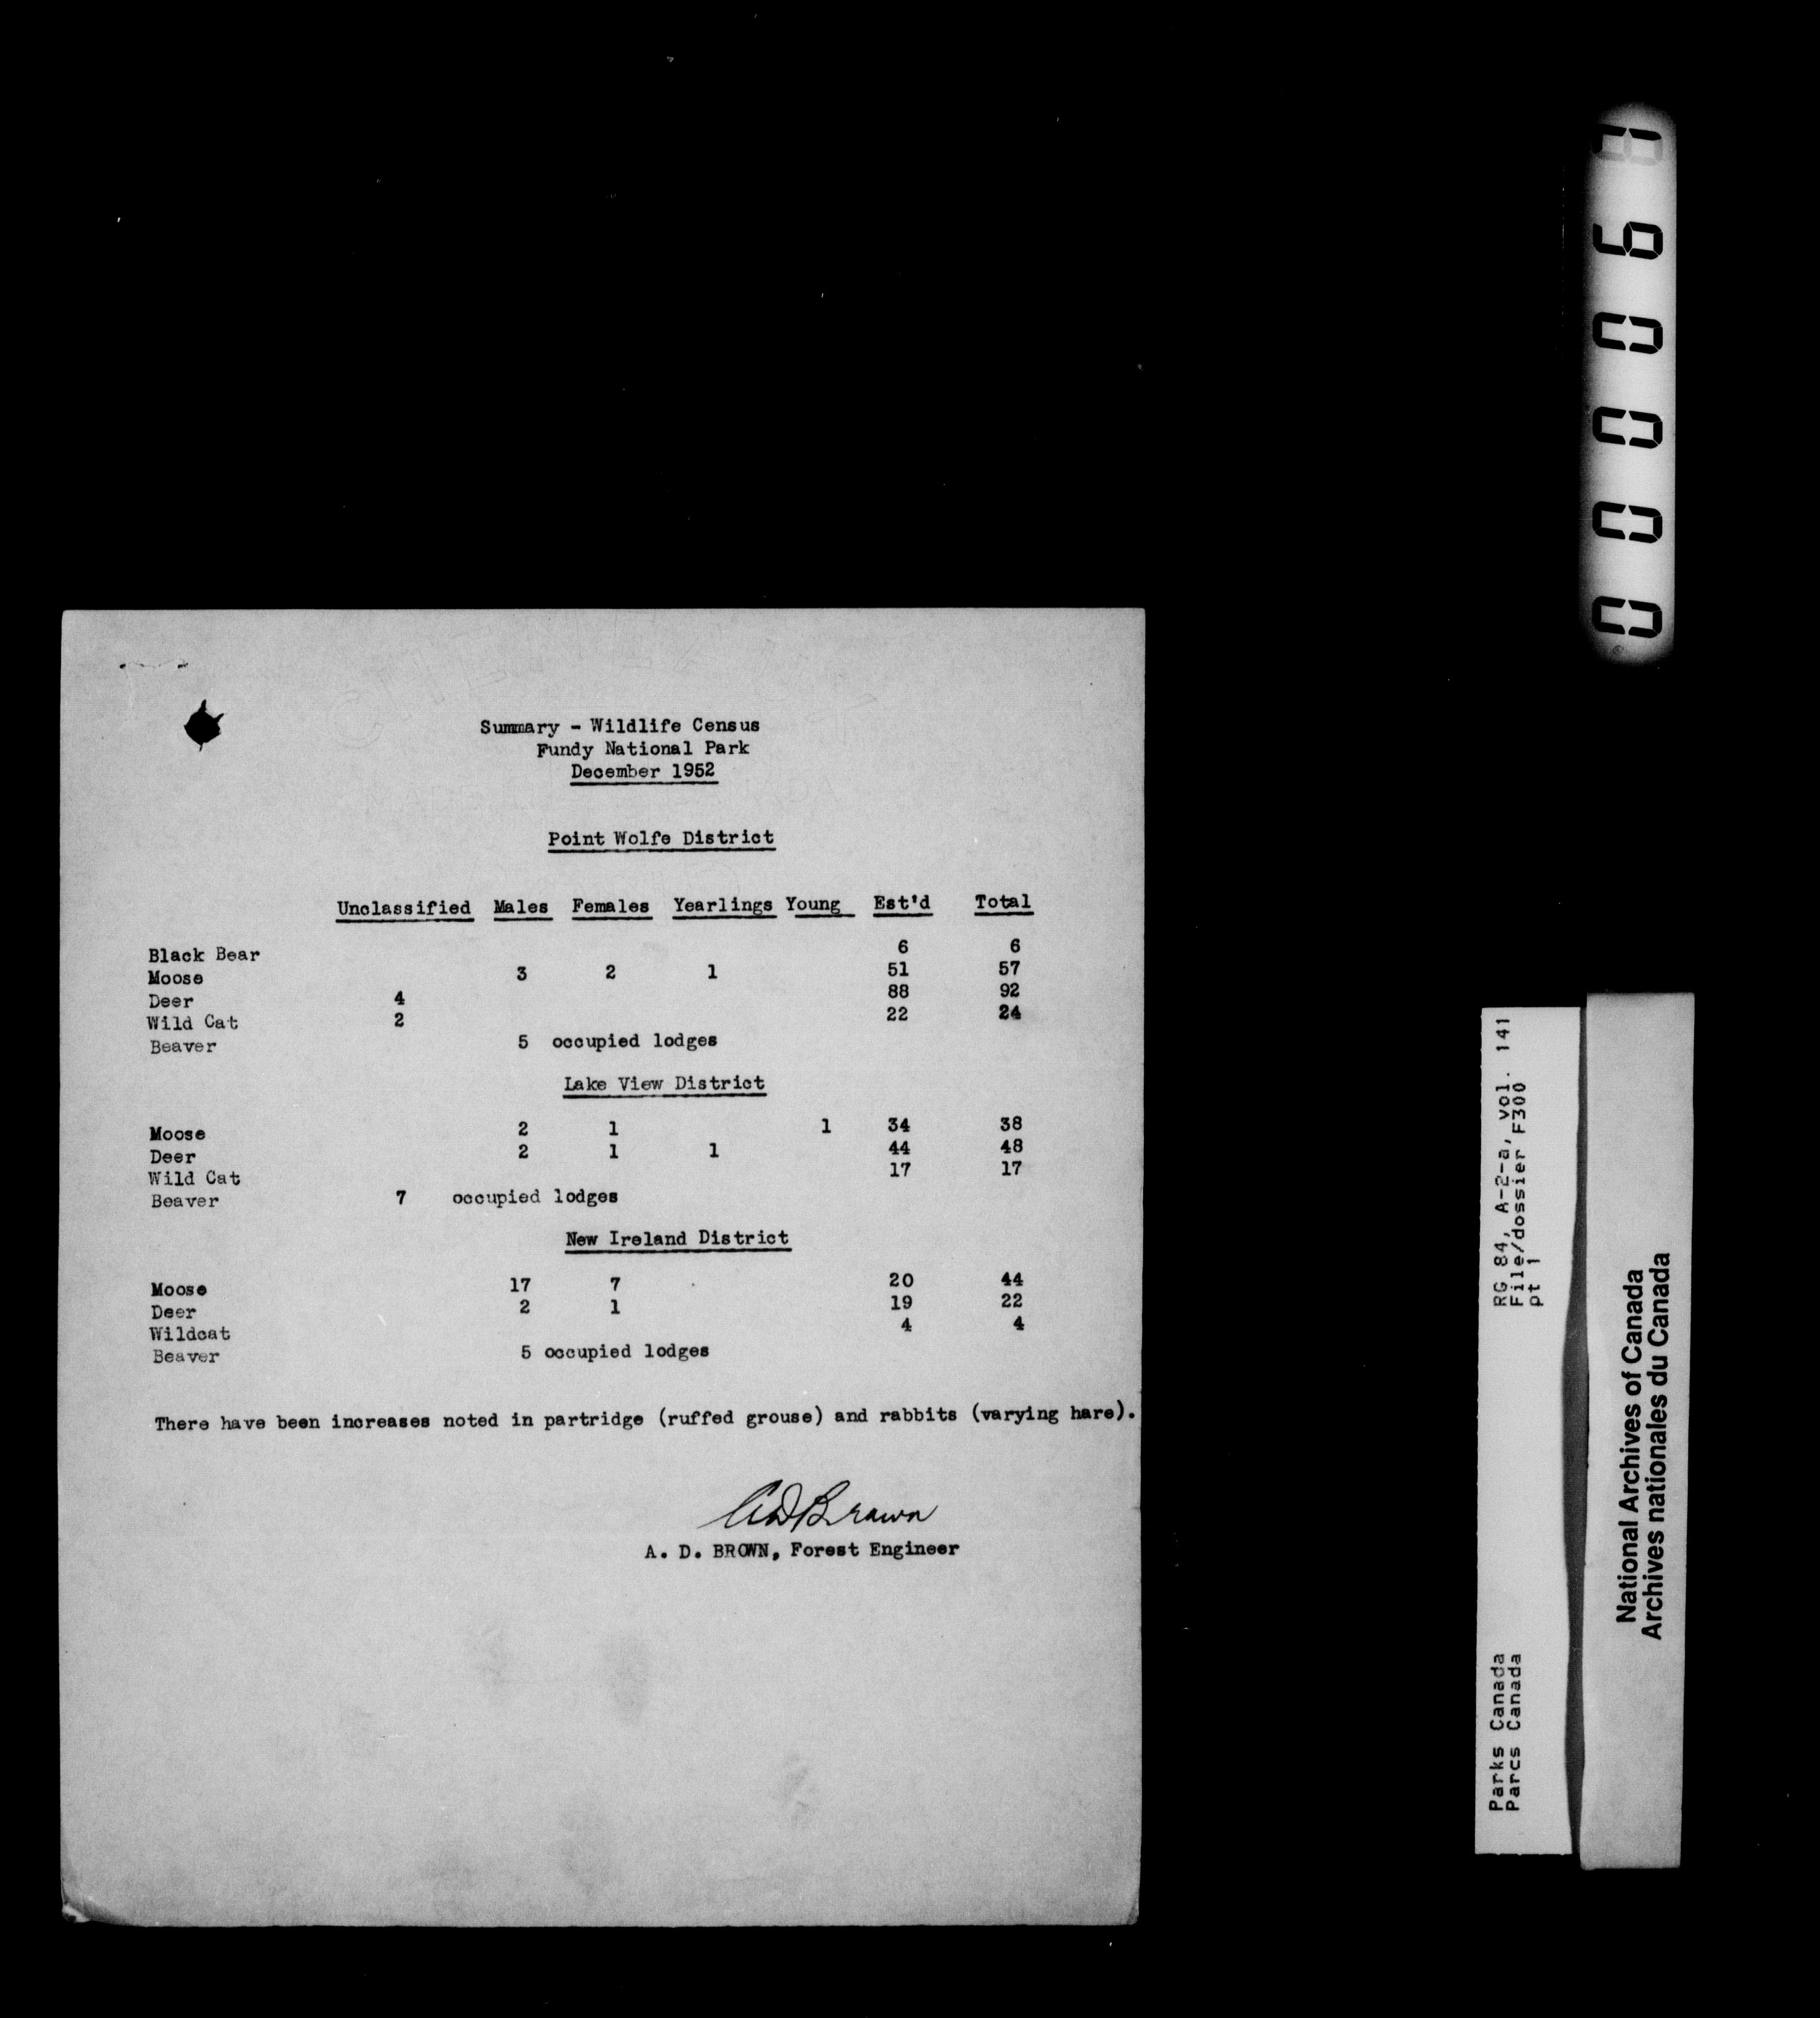 Summary - Wildlife Census
Fundy National Park
December 1952
Point Wolfe District
Unclassified Males Females Yearlings Young Est'd Total
Black Bear 6 6
Moose 3 2 1 51 57
Deer 4 88 92
Wild Cat 2 22 24
Beaver 5 occupied lodges
Lake View District
Moose 2 1 1 34 38
Deer 2 1 1 44 48
Wild Cat 17 17
Beaver 7 occupied lodges
New Ireland District
Moose 17 7 20 44
Deer 2 1 19 22
Wildcat 4 4
Beaver 5 occupied lodges
There have been increases noted in partridge (ruffed grouse) and rabbits (varying hare).
A D Brown
A. D. BROWN, Forest Engineer
Parks Canada RG 84, A-2-a, vol. 141
Parcs Canada File/dossier F300
pt 1
National Archives of Canada
Archives nationales du Canada